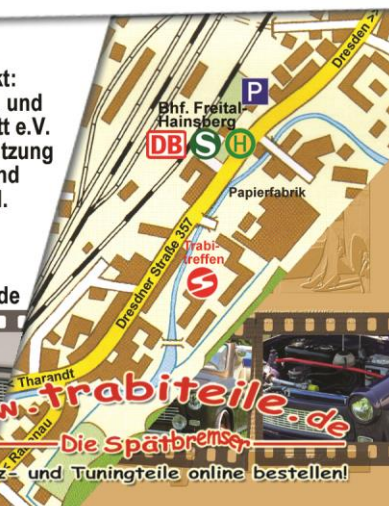 Dresden >>
kt:
und
tt e.V.
tzung
nd
l.
de
P
Bhf. Freital-
Hainsberg
DB S H
Papierfabrik
Trabi-
treffen
Dresdner Straße 357
< Tharandt
w.trabiteile.de
Die Spätbremser
z- und Tuningteile online bestellen!